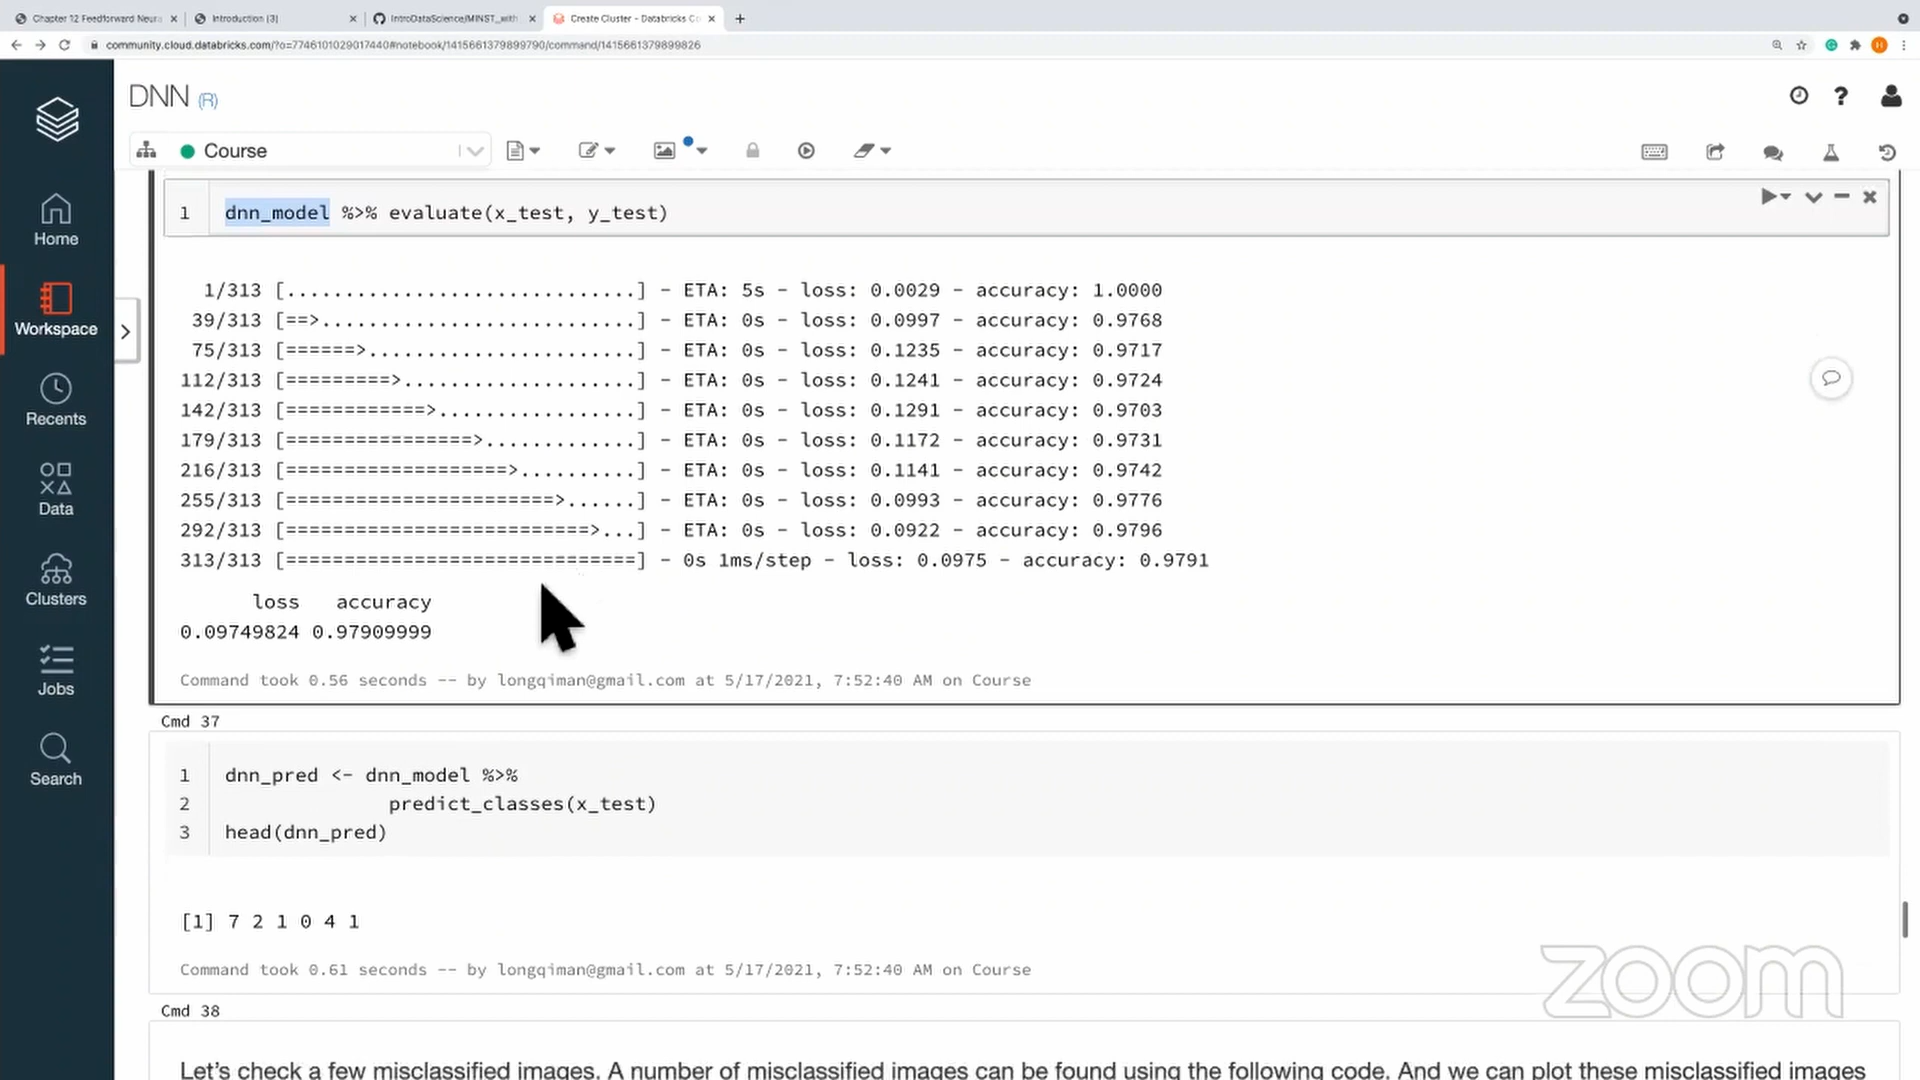 Chapter 12 Feedforward Neura
Introduction (3)
IntroDataScience/MINST_with
Create Cluster - Databricks Co
community.cloud.databricks.com/?o=7746101029017440#notebook/1415661379899790/command/1415661379899826
H
DNN (R)
Course
Home
Workspace
Recents
Data
Clusters
Jobs
Search
1 dnn_model %>% evaluate(x_test, y_test)
1/313 [..............................] - ETA: 5s - loss: 0.0029 - accuracy: 1.0000
39/313 [==>...........................] - ETA: 0s - loss: 0.0997 - accuracy: 0.9768
75/313 [======>.......................] - ETA: 0s - loss: 0.1235 - accuracy: 0.9717
112/313 [=========>....................] - ETA: 0s - loss: 0.1241 - accuracy: 0.9724
142/313 [============>.................] - ETA: 0s - loss: 0.1291 - accuracy: 0.9703
179/313 [================>.............] - ETA: 0s - loss: 0.1172 - accuracy: 0.9731
216/313 [===================>..........] - ETA: 0s - loss: 0.1141 - accuracy: 0.9742
255/313 [=======================>......] - ETA: 0s - loss: 0.0993 - accuracy: 0.9776
292/313 [==========================>...] - ETA: 0s - loss: 0.0922 - accuracy: 0.9796
313/313 [==============================] - 0s 1ms/step - loss: 0.0975 - accuracy: 0.9791
loss accuracy
0.09749824 0.97909999
Command took 0.56 seconds -- by longqiman@gmail.com at 5/17/2021, 7:52:40 AM on Course
Cmd 37
1 dnn_pred <- dnn_model %>%
2 predict_classes(x_test)
3 head(dnn_pred)
[1] 7 2 1 0 4 1
Command took 0.61 seconds -- by longqiman@gmail.com at 5/17/2021, 7:52:40 AM on Course
zoom
Cmd 38
Let's check a few misclassified images. A number of misclassified images can be found using the following code. And we can plot these misclassified images